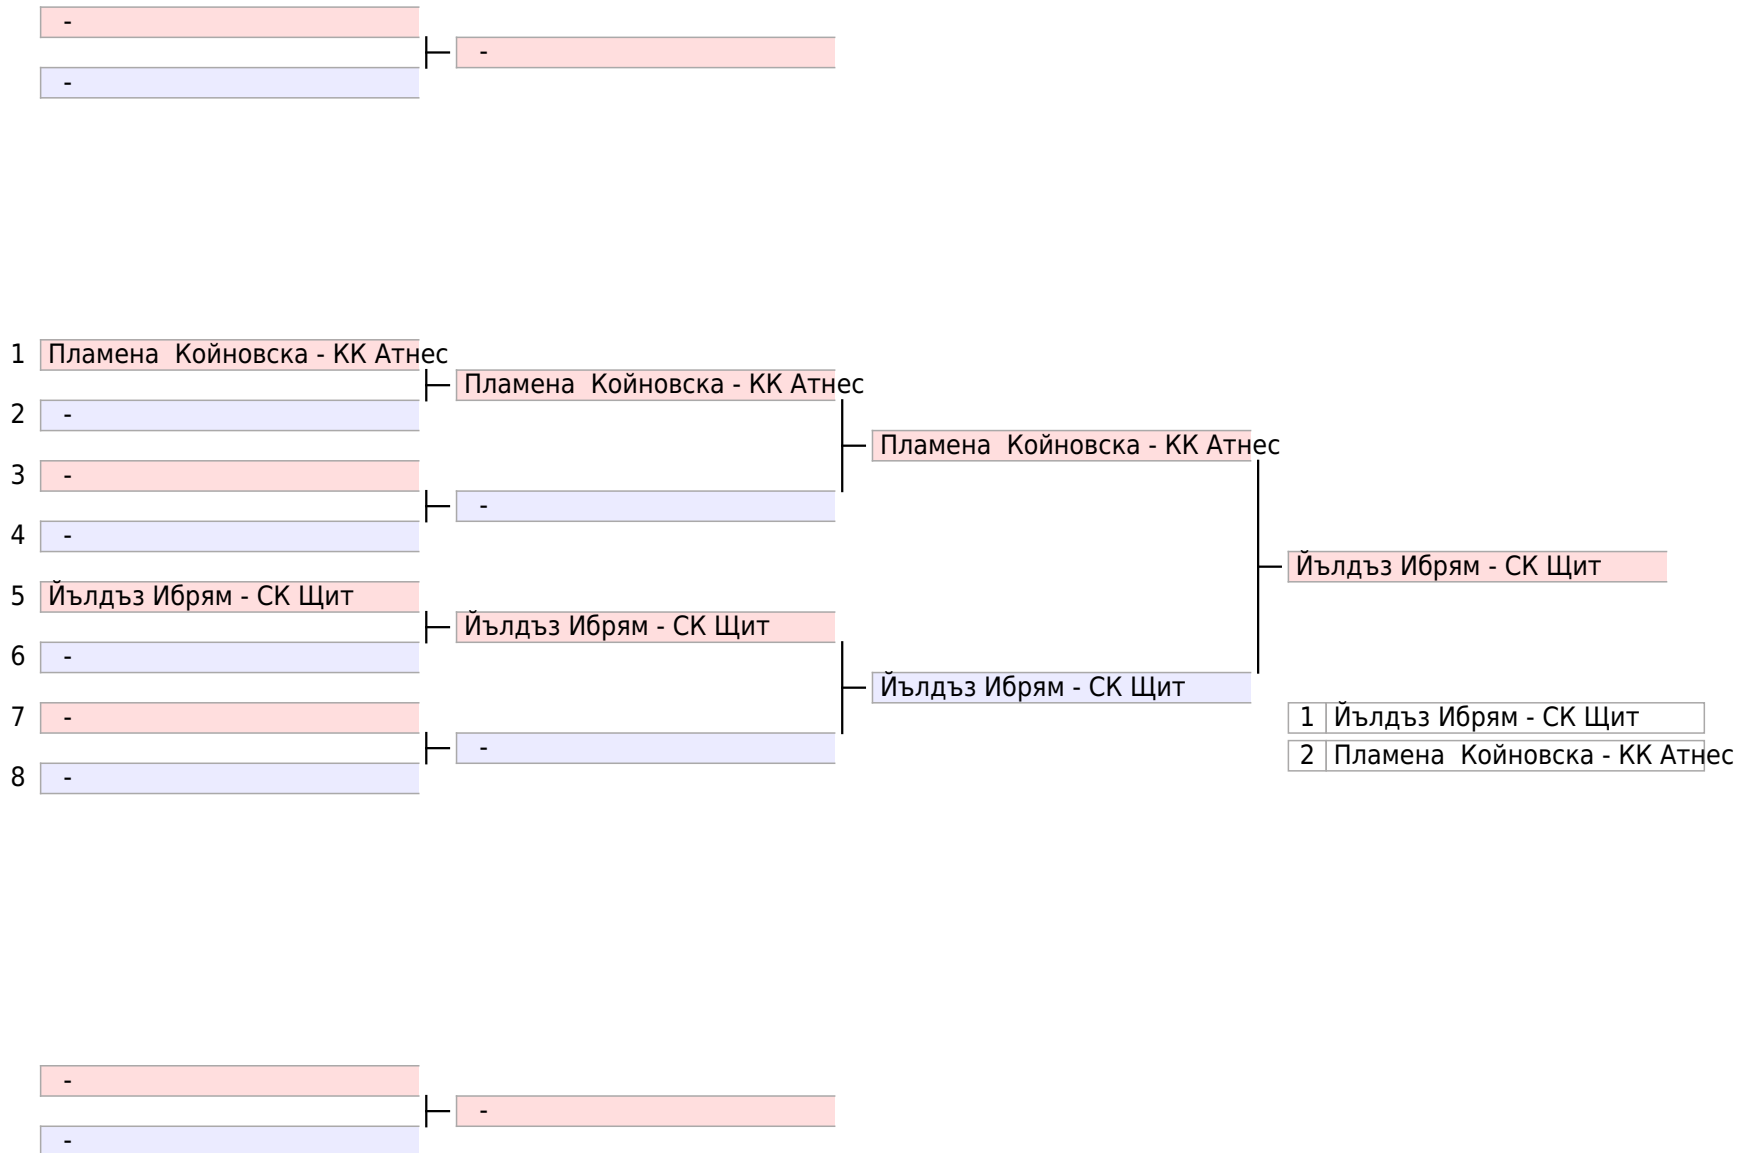 -
-
-
1 Пламена  Койновска - КК Атнес
Пламена  Койновска - КК Атнес
2 -
Пламена  Койновска - КК Атнес
3 -
-
4 -
Йълдъз Ибрям - СК Щит
5 Йълдъз Ибрям - СК Щит
Йълдъз Ибрям - СК Щит
6 -
Йълдъз Ибрям - СК Щит
7 -
1 Йълдъз Ибрям - СК Щит
-
2 Пламена  Койновска - КК Атнес
8 -
-
-
-